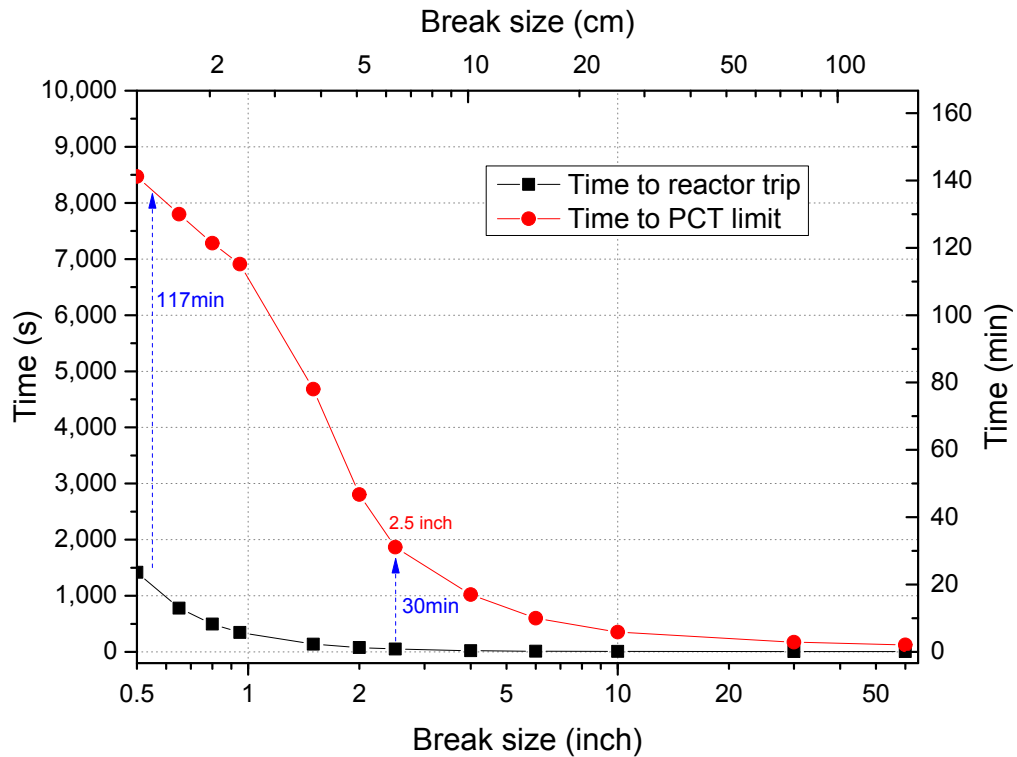 Break size (cm)
2 5 10 20 50 100
10,000
9,000
8,000
7,000
6,000
5,000
4,000
3,000
2,000
1,000
0
Time (s)
160
140
120
100
80
60
40
20
0
Time (min)
Time to reactor trip
Time to PCT limit
117min
2.5 inch
30min
0.5 1 2 5 10 20 50
Break size (inch)